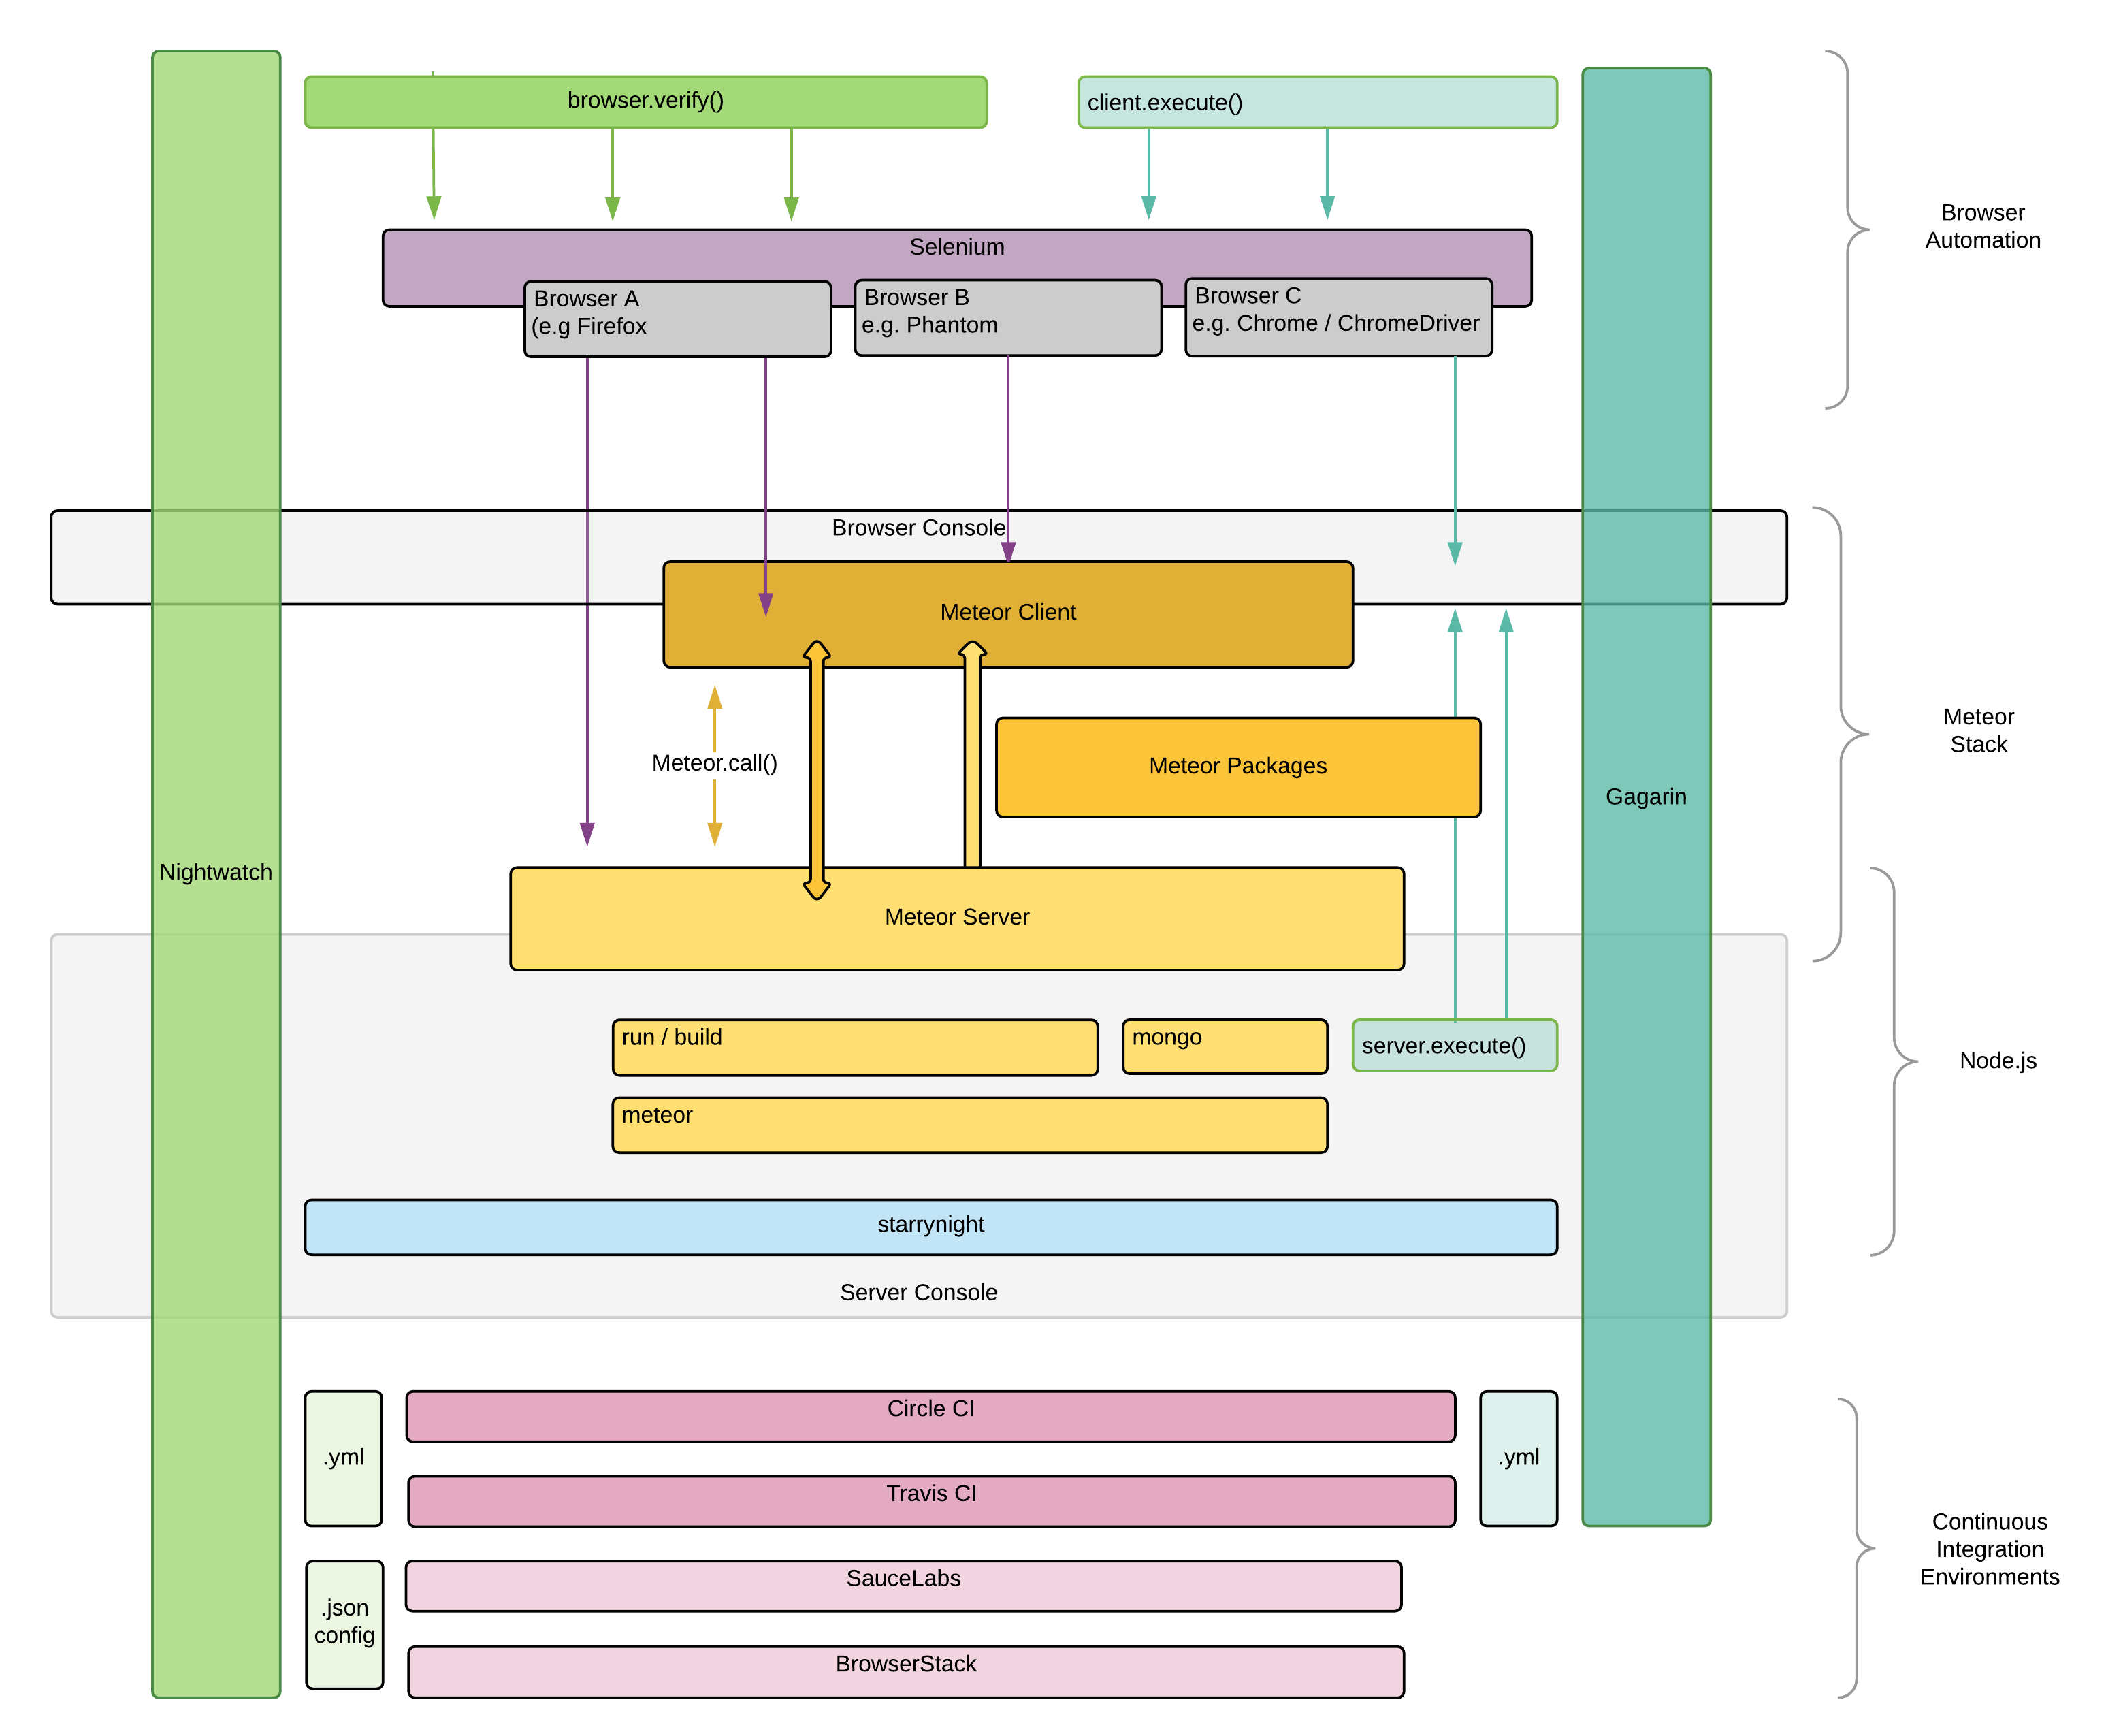 browser.verify()
client.execute()
Browser
Automation
Selenium
Browser A
(e.g Firefox
Browser B
e.g. Phantom
Browser C
e.g. Chrome / ChromeDriver
Browser Console
Meteor Client
Meteor
Stack
Meteor.call()
Meteor Packages
Gagarin
Nightwatch
Meteor Server
run / build
mongo
server.execute()
Node.js
meteor
starrynight
Server Console
Circle CI
.yml
.yml
Travis CI
Continuous
Integration
Environments
SauceLabs
.json
config
BrowserStack